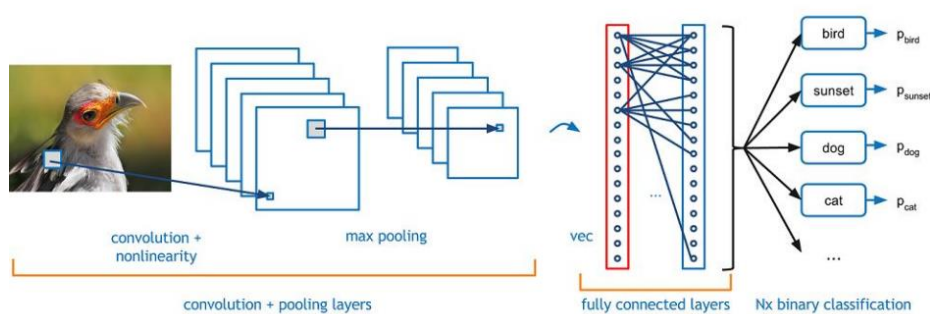 bird
p_bird
sunset
p_sunset
dog
p_dog
cat
p_cat
...
...
convolution +
nonlinearity
max pooling
vec
convolution + pooling layers
fully connected layers
Nx binary classification